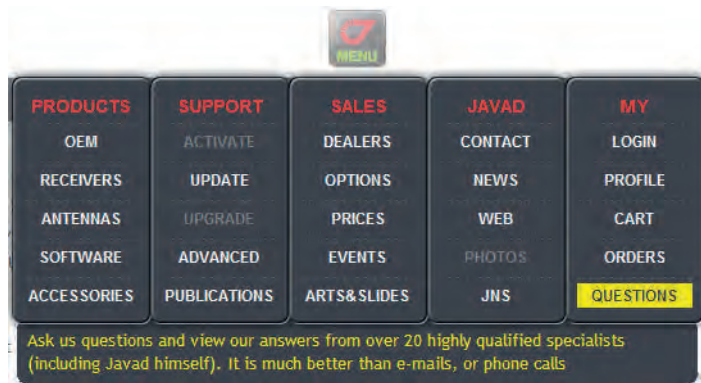 MENU
PRODUCTS SUPPORT SALES JAVAD MY
OEM ACTIVATE DEALERS CONTACT LOGIN
RECEIVERS UPDATE OPTIONS NEWS PROFILE
ANTENNAS UPGRADE PRICES WEB CART
SOFTWARE ADVANCED EVENTS PHOTOS ORDERS
ACCESSORIES PUBLICATIONS ARTS&SLIDES JNS QUESTIONS
Ask us questions and view our answers from over 20 highly qualified specialists
(including Javad himself). It is much better than e-mails, or phone calls